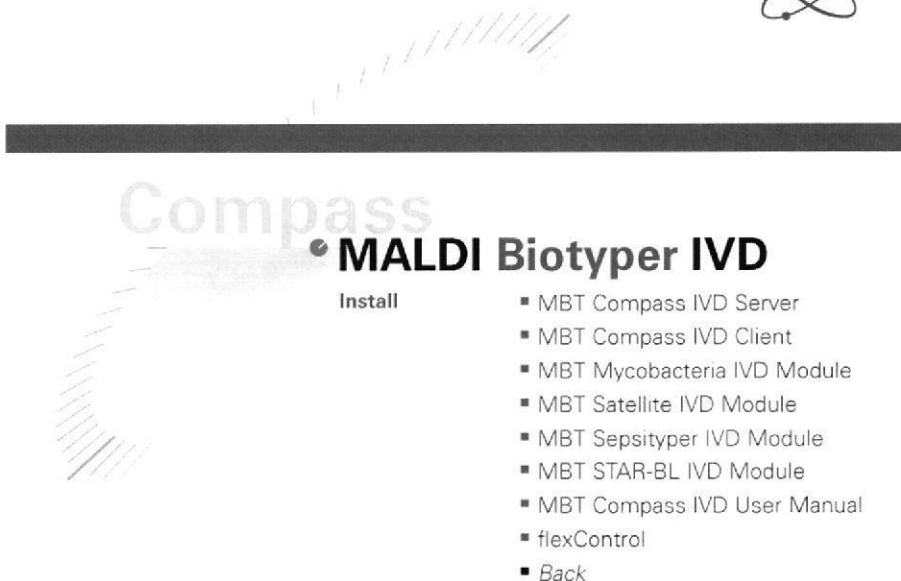 Compass
MALDI Biotyper IVD
Install
MBT Compass IVD Server
MBT Compass IVD Client
MBT Mycobacteria IVD Module
MBT Satellite IVD Module
MBT Sepsityper IVD Module
MBT STAR-BL IVD Module
MBT Compass IVD User Manual
flexControl
Back